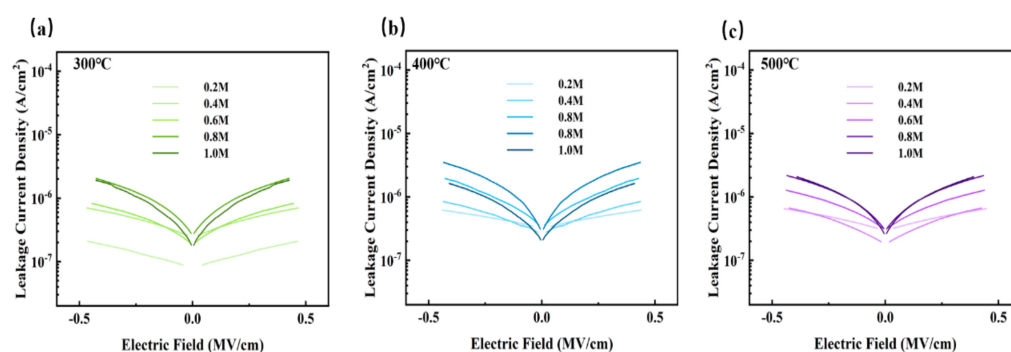 (a)
300℃
0.2M
0.4M
0.6M
0.8M
1.0M
Leakage Current Density (A/cm²)
10⁻⁴
10⁻⁵
10⁻⁶
10⁻⁷
-0.5
0.0
0.5
Electric Field (MV/cm)
(b)
400℃
0.2M
0.4M
0.8M
0.8M
1.0M
Leakage Current Density (A/cm²)
10⁻⁴
10⁻⁵
10⁻⁶
10⁻⁷
-0.5
0.0
0.5
Electric Field (MV/cm)
(c)
500℃
0.2M
0.4M
0.6M
0.8M
1.0M
Leakage Current Density (A/cm²)
10⁻⁴
10⁻⁵
10⁻⁶
10⁻⁷
-0.5
0.0
0.5
Electric Field (MV/cm)